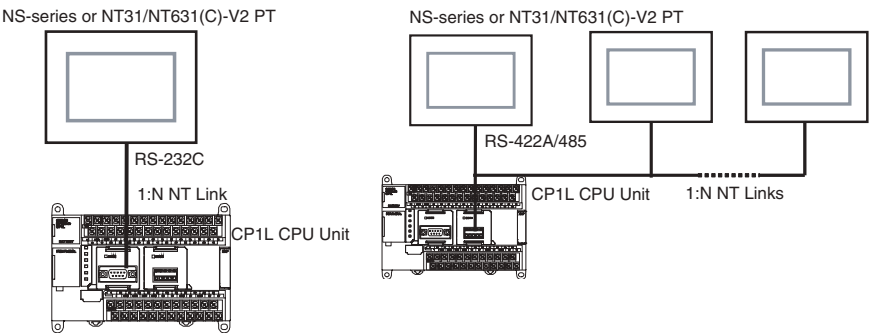 NS-series or NT31/NT631(C)-V2 PT
RS-232C
1:N NT Link
CP1L CPU Unit
NS-series or NT31/NT631(C)-V2 PT
RS-422A/485
CP1L CPU Unit
1:N NT Links